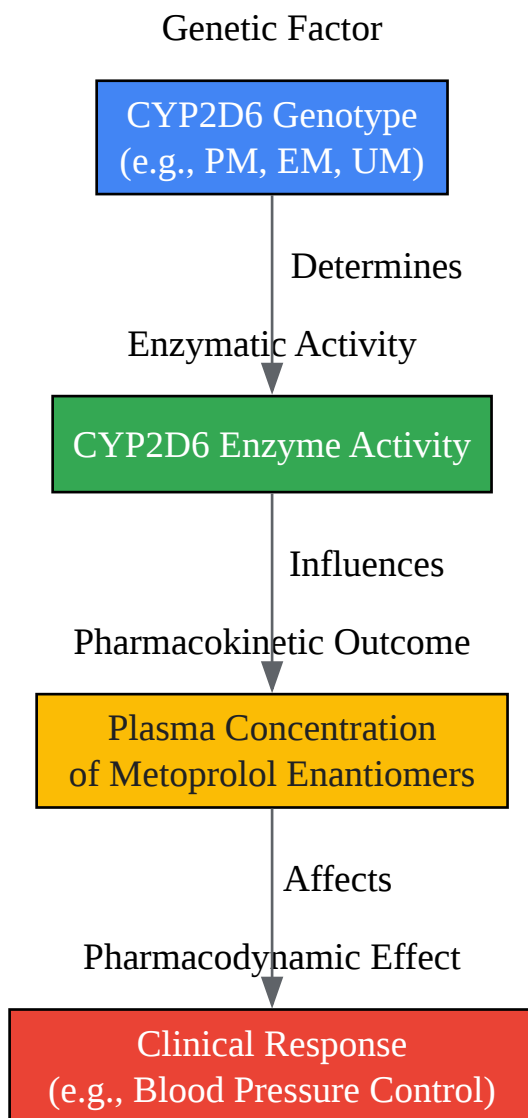 Genetic Factor
CYP2D6 Genotype
(e.g., PM, EM, UM)
Determines
Enzymatic Activity
CYP2D6 Enzyme Activity
Influences
Pharmacokinetic Outcome
Plasma Concentration
of Metoprolol Enantiomers
Affects
Pharmacodynamic Effect
Clinical Response
(e.g., Blood Pressure Control)